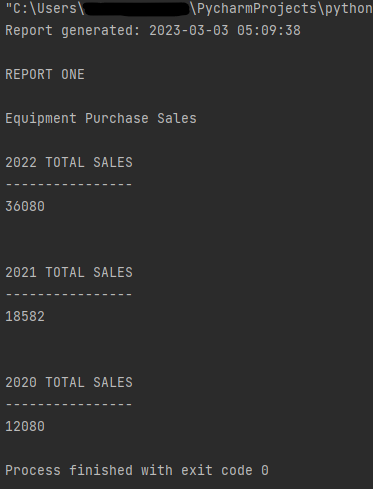 "C:\Users\ \PycharmProjects\python
Report generated: 2023-03-03 05:09:38
REPORT ONE
Equipment Purchase Sales
2022 TOTAL SALES
----------------
36080
2021 TOTAL SALES
----------------
18582
2020 TOTAL SALES
----------------
12080
Process finished with exit code 0